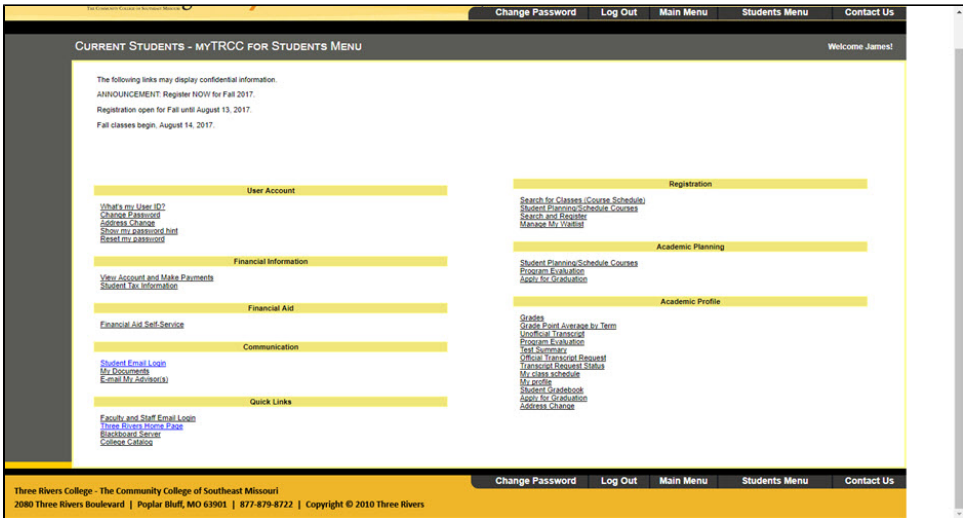 THE COMMUNITY COLLEGE OF SOUTHEAST MISSOURI
Change Password Log Out Main Menu Students Menu Contact Us
CURRENT STUDENTS - MYTRCC FOR STUDENTS MENU
Welcome James!
The following links may display confidential information.
ANNOUNCEMENT: Register NOW for Fall 2017.
Registration open for Fall until August 13, 2017.
Fall classes begin, August 14, 2017.
User Account
What's my User ID?
Change Password
Address Change
Show my password hint
Reset my password
Financial Information
View Account and Make Payments
Student Tax Information
Financial Aid
Financial Aid Self-Service
Communication
Student Email Login
My Documents
E-mail My Advisor(s)
Quick Links
Faculty and Staff Email Login
Three Rivers Home Page
Blackboard Server
College Catalog
Registration
Search for Classes (Course Schedule)
Student Planning/Schedule Courses
Search and Register
Manage My Waitlist
Academic Planning
Student Planning/Schedule Courses
Program Evaluation
Apply for Graduation
Academic Profile
Grades
Grade Point Average by Term
Unofficial Transcript
Program Evaluation
Test Summary
Official Transcript Request
Transcript Request Status
My class schedule
My profile
Student Gradebook
Apply for Graduation
Address Change
Change Password Log Out Main Menu Students Menu Contact Us
Three Rivers College - The Community College of Southeast Missouri
2080 Three Rivers Boulevard | Poplar Bluff, MO 63901 | 877-879-8722 | Copyright © 2010 Three Rivers